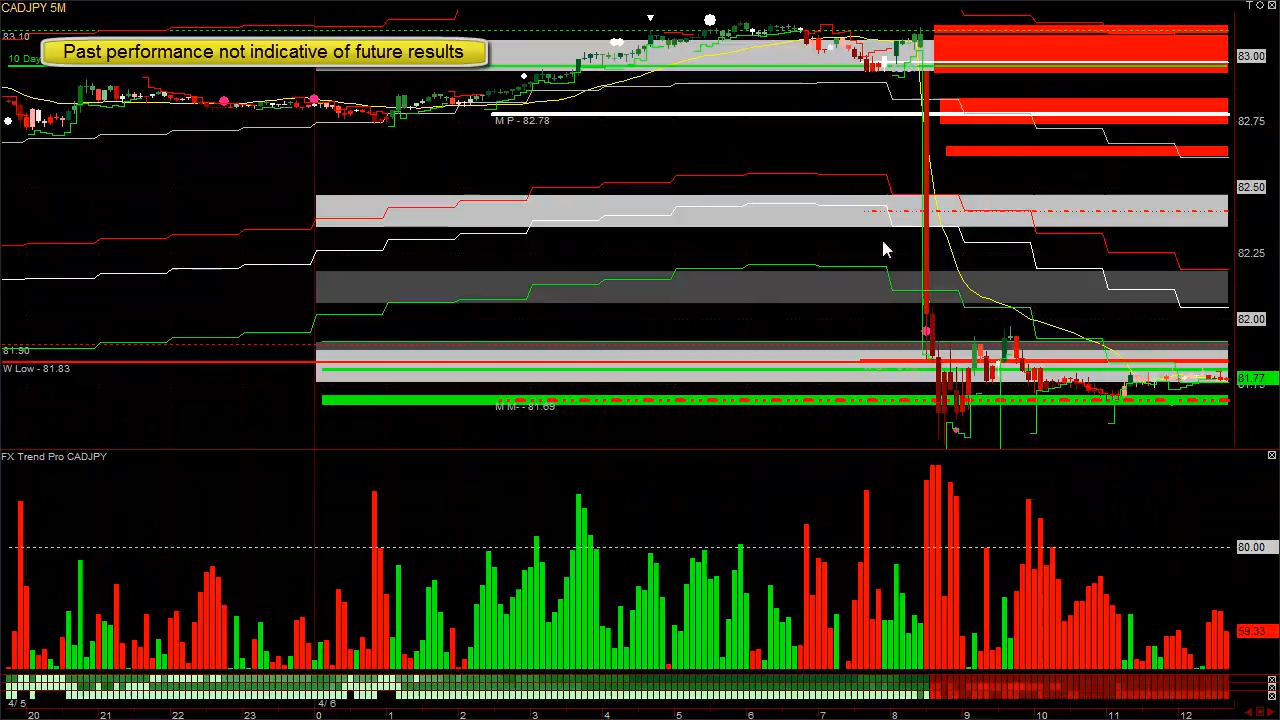 CADJPY 5M
83.10
Past performance not indicative of future results
10 Day
83.00
M P - 82.78
82.75
82.50
82.25
82.00
81.90
W Low - 81.83
81.77
M M- - 81.69
FX Trend Pro CADJPY
80.00
59.33
4/ 5
4/ 6
20 21 22 23 0 1 2 3 4 5 6 7 8 9 10 11 12